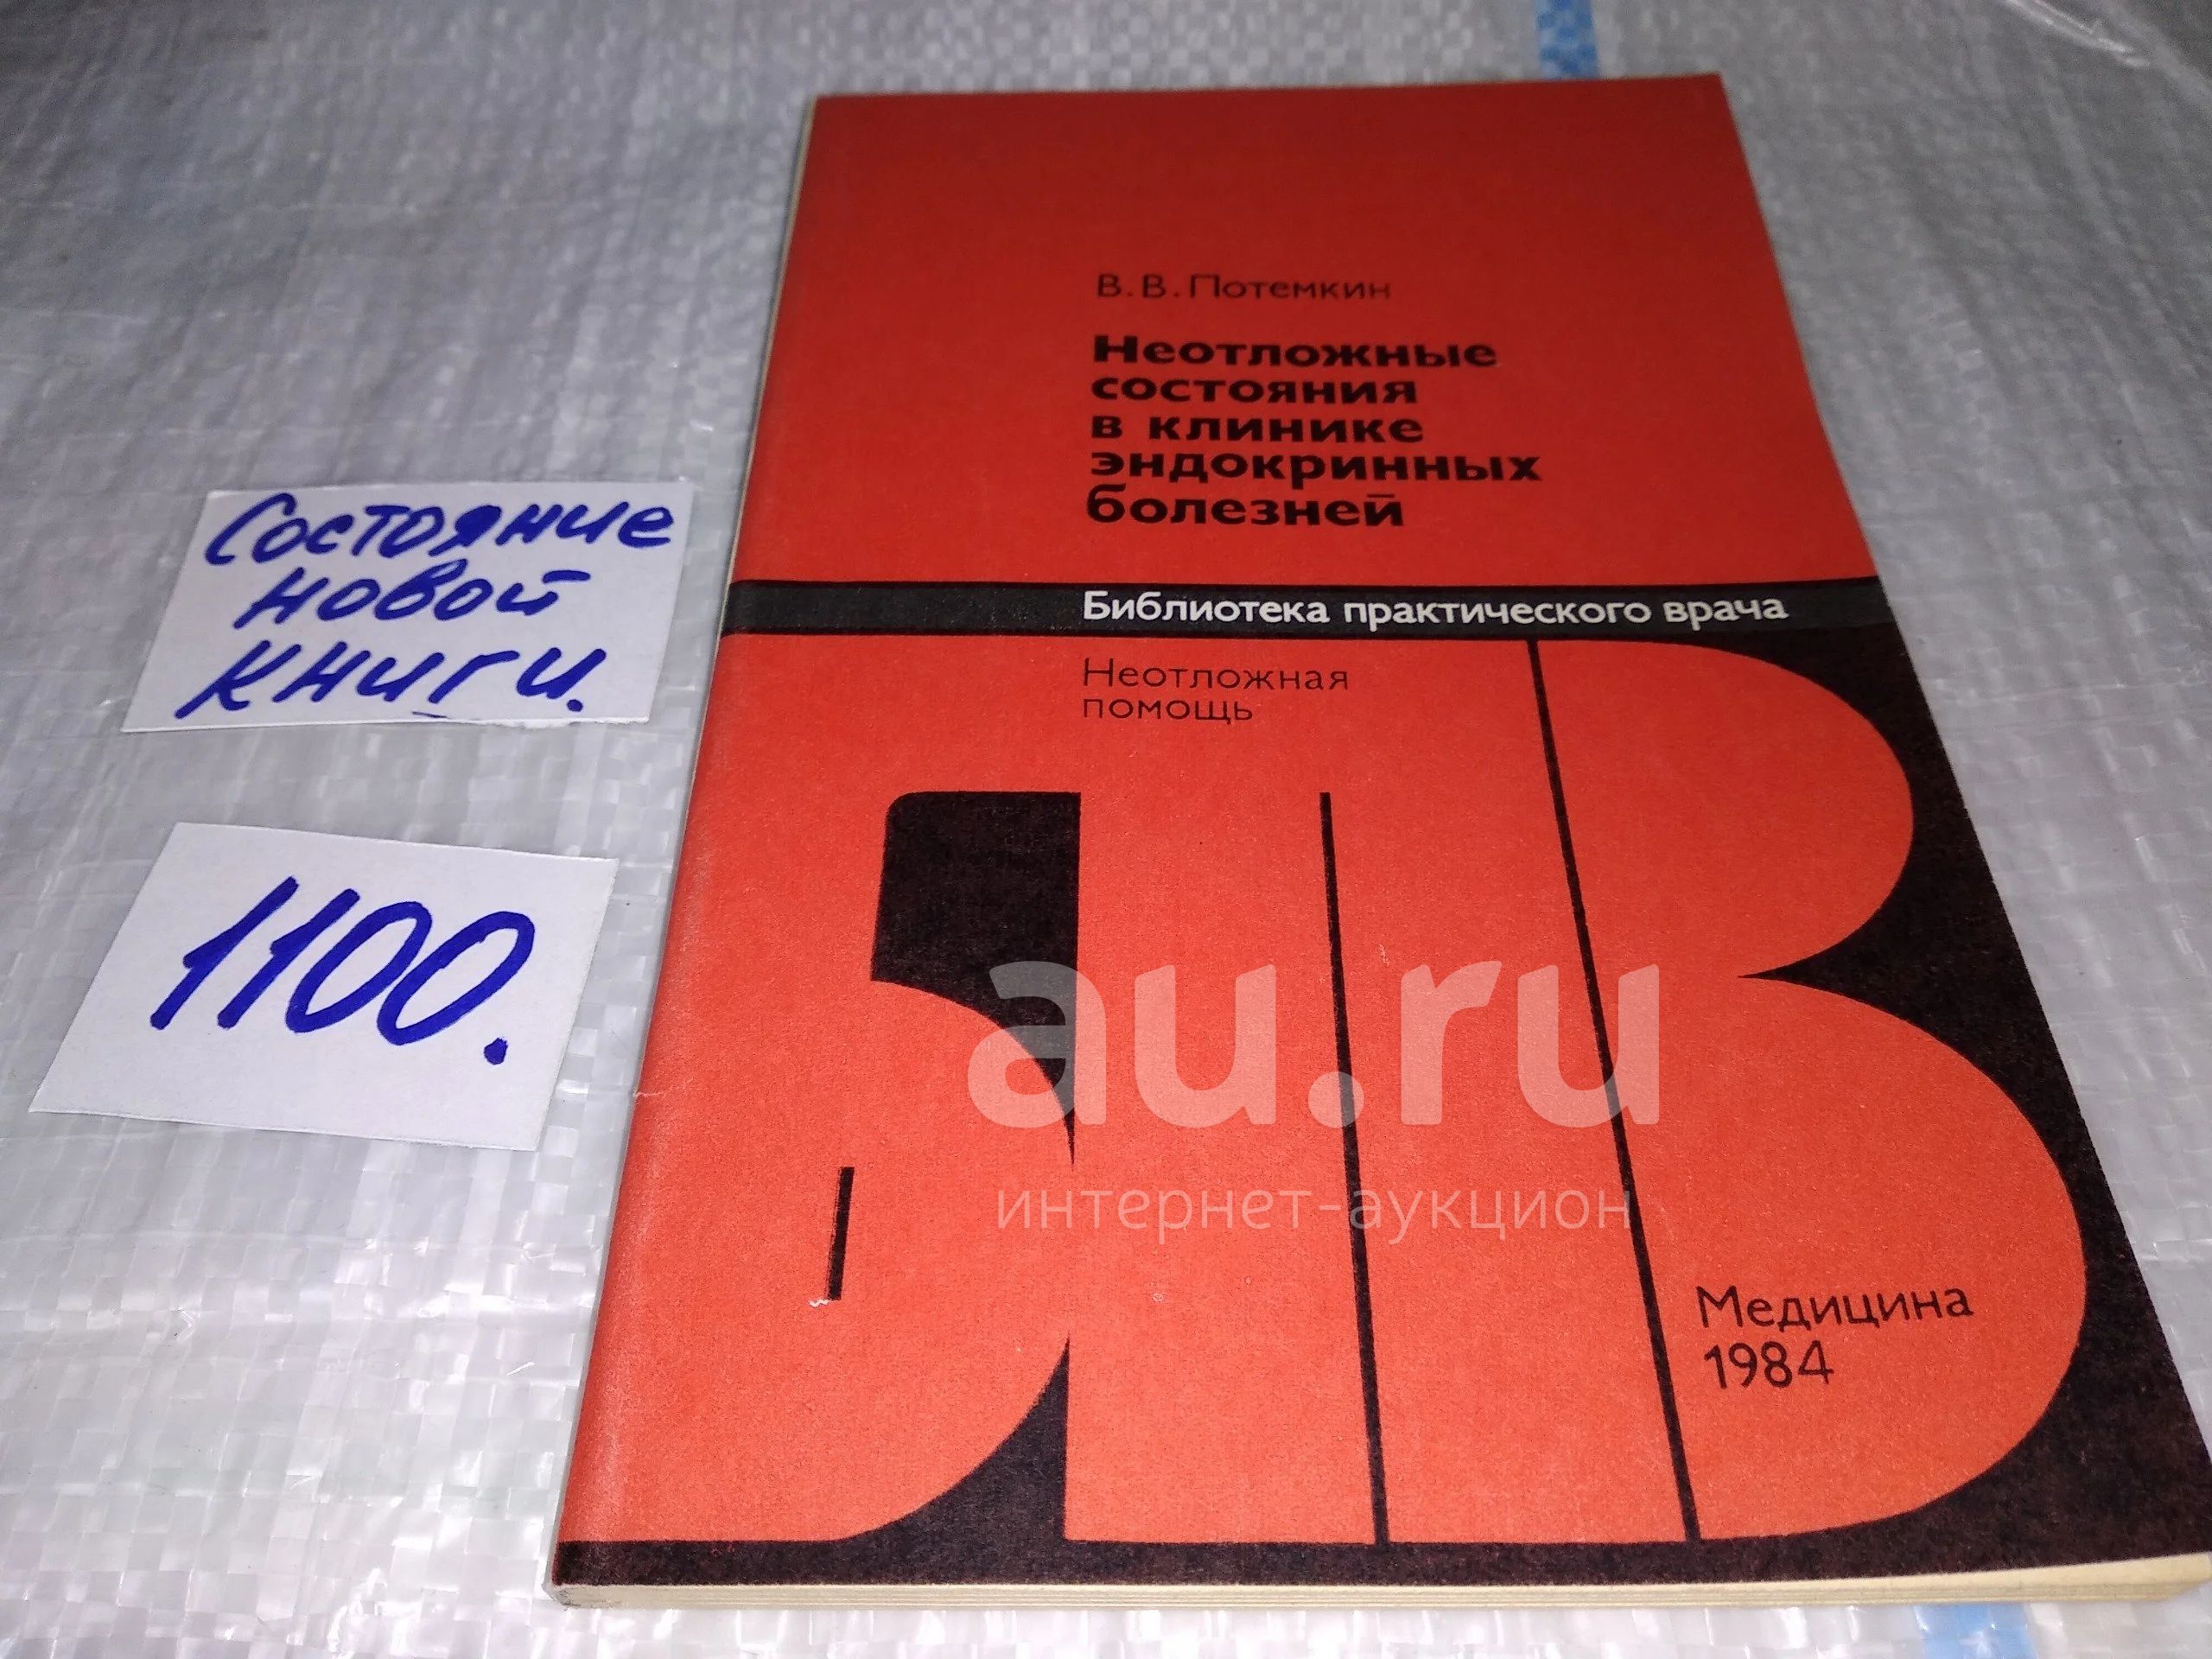 В. В. Потемкин
Неотложные
состояния
в клинике
эндокринных
болезней
Библиотека практического врача
Неотложная
помощь
БПВ
Медицина
1984
Состояние
новой
книги.
1100.
au.ru
интернет-аукцион